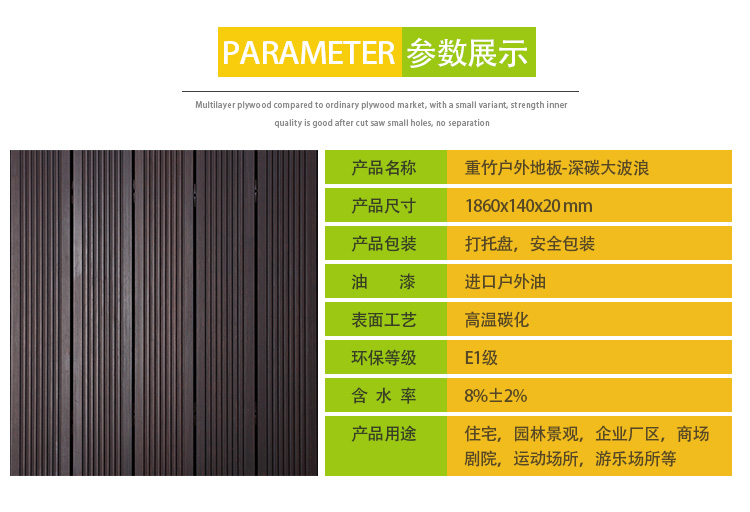 PARAMETER 参数展示
Multilayer plywood compared to ordinary plywood market, with a small variant, strength inner
quality is good after cut saw small holes, no separation
产品名称 重竹户外地板-深碳大波浪
产品尺寸 1860x140x20 mm
产品包装 打托盘，安全包装
油 漆 进口户外油
表面工艺 高温碳化
环保等级 E1级
含 水 率 8%±2%
产品用途 住宅，园林景观，企业厂区，商场
剧院，运动场所，游乐场所等